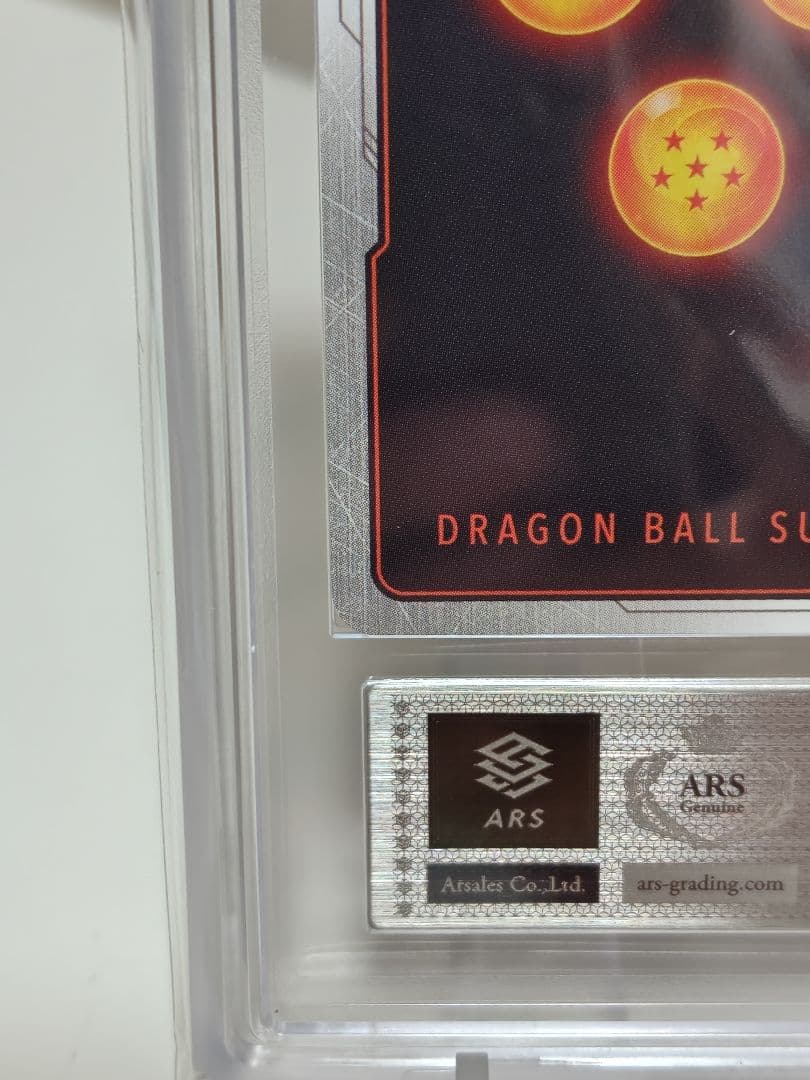 DRAGON BALL SU
ARS
ARS
Genuine
Arsales Co.,Ltd.
ars-grading.com